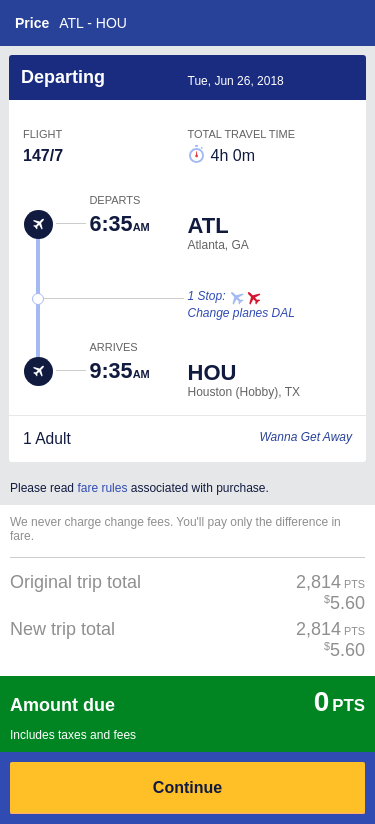 Price ATL - HOU
Departing Tue, Jun 26, 2018
FLIGHT TOTAL TRAVEL TIME
147/7 4h 0m
DEPARTS
6:35AM ATL
Atlanta, GA
1 Stop:
Change planes DAL
ARRIVES
9:35AM HOU
Houston (Hobby), TX
1 Adult Wanna Get Away
Please read fare rules associated with purchase.
We never charge change fees. You'll pay only the difference in
fare.
Original trip total 2,814 PTS
$5.60
New trip total 2,814 PTS
$5.60
Amount due 0 PTS
Includes taxes and fees
Continue